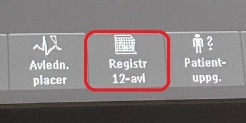 Avledn.
placer
Registr
12-avl
?
Patient-
uppg.